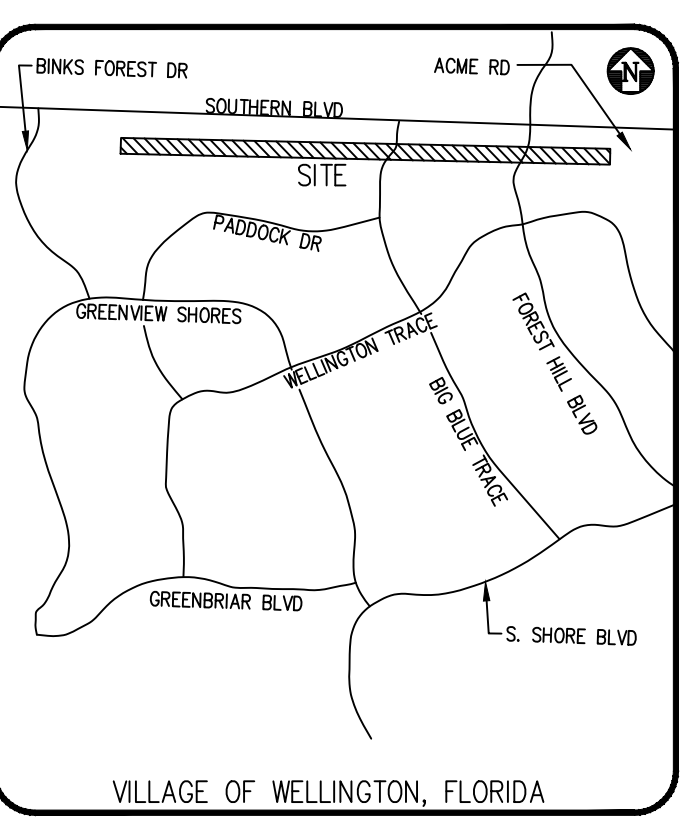 BINKS FOREST DR
ACME RD
N
SOUTHERN BLVD
SITE
PADDOCK DR
GREENVIEW SHORES
WELLINGTON TRACE
FOREST HILL BLVD
BIG BLUE TRACE
GREENBRIAR BLVD
S. SHORE BLVD
VILLAGE OF WELLINGTON, FLORIDA